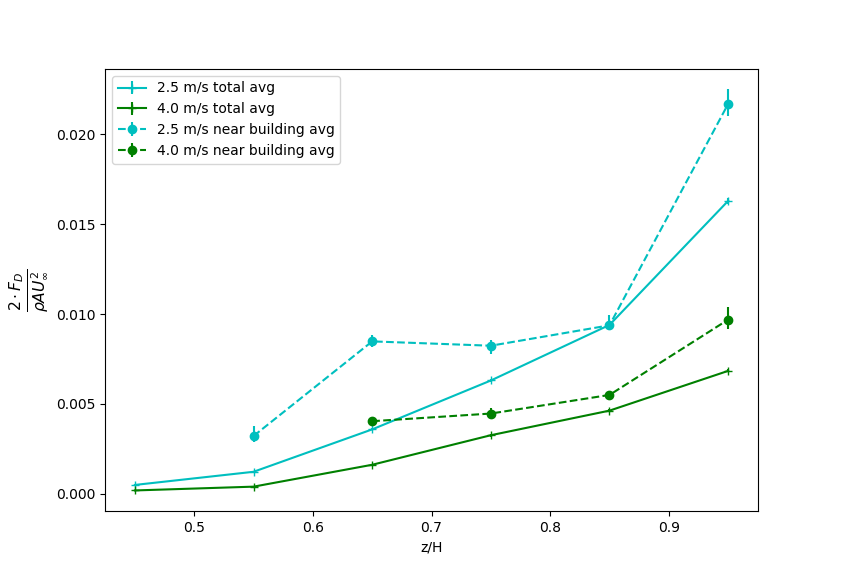 2.5 m/s total avg
4.0 m/s total avg
2.5 m/s near building avg
4.0 m/s near building avg
0.020
0.015
0.010
0.005
0.000
2 · F_D
ρAU²_∞
0.5 0.6 0.7 0.8 0.9
z/H